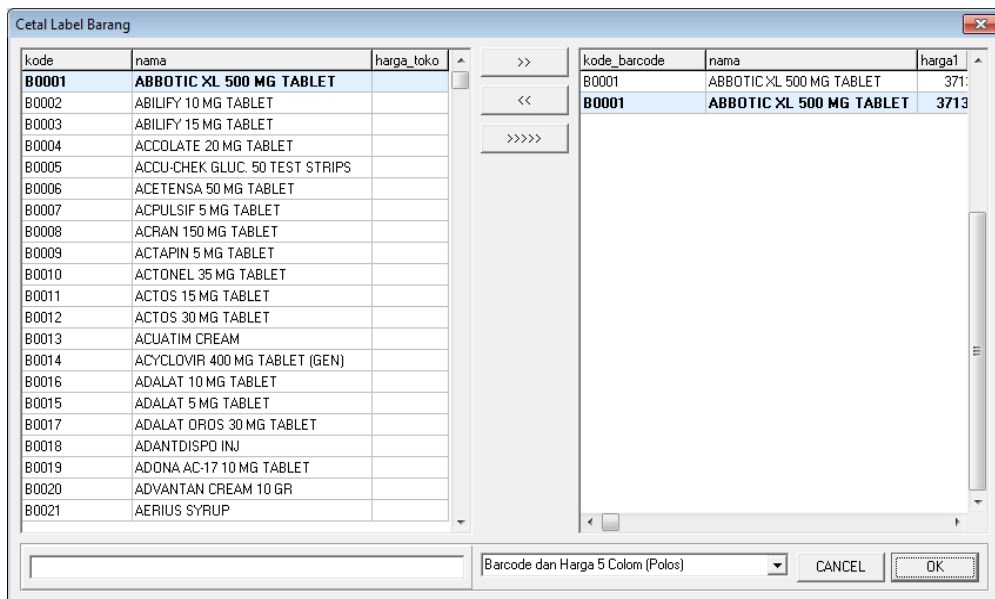 Cetal Label Barang
kode nama harga_toko
B0001 ABBOTIC XL 500 MG TABLET
B0002 ABILIFY 10 MG TABLET
B0003 ABILIFY 15 MG TABLET
B0004 ACCOLATE 20 MG TABLET
B0005 ACCU-CHEK GLUC. 50 TEST STRIPS
B0006 ACETENSA 50 MG TABLET
B0007 ACPULSIF 5 MG TABLET
B0008 ACRAN 150 MG TABLET
B0009 ACTAPIN 5 MG TABLET
B0010 ACTONEL 35 MG TABLET
B0011 ACTOS 15 MG TABLET
B0012 ACTOS 30 MG TABLET
B0013 ACUATIM CREAM
B0014 ACYCLOVIR 400 MG TABLET (GEN)
B0016 ADALAT 10 MG TABLET
B0015 ADALAT 5 MG TABLET
B0017 ADALAT OROS 30 MG TABLET
B0018 ADANTDISPO INJ
B0019 ADONA AC-17 10 MG TABLET
B0020 ADVANTAN CREAM 10 GR
B0021 AERIUS SYRUP
>>
<<
>>>>>
kode_barcode nama harga1
B0001 ABBOTIC XL 500 MG TABLET 371
B0001 ABBOTIC XL 500 MG TABLET 3713
Barcode dan Harga 5 Colom (Polos)
CANCEL
OK